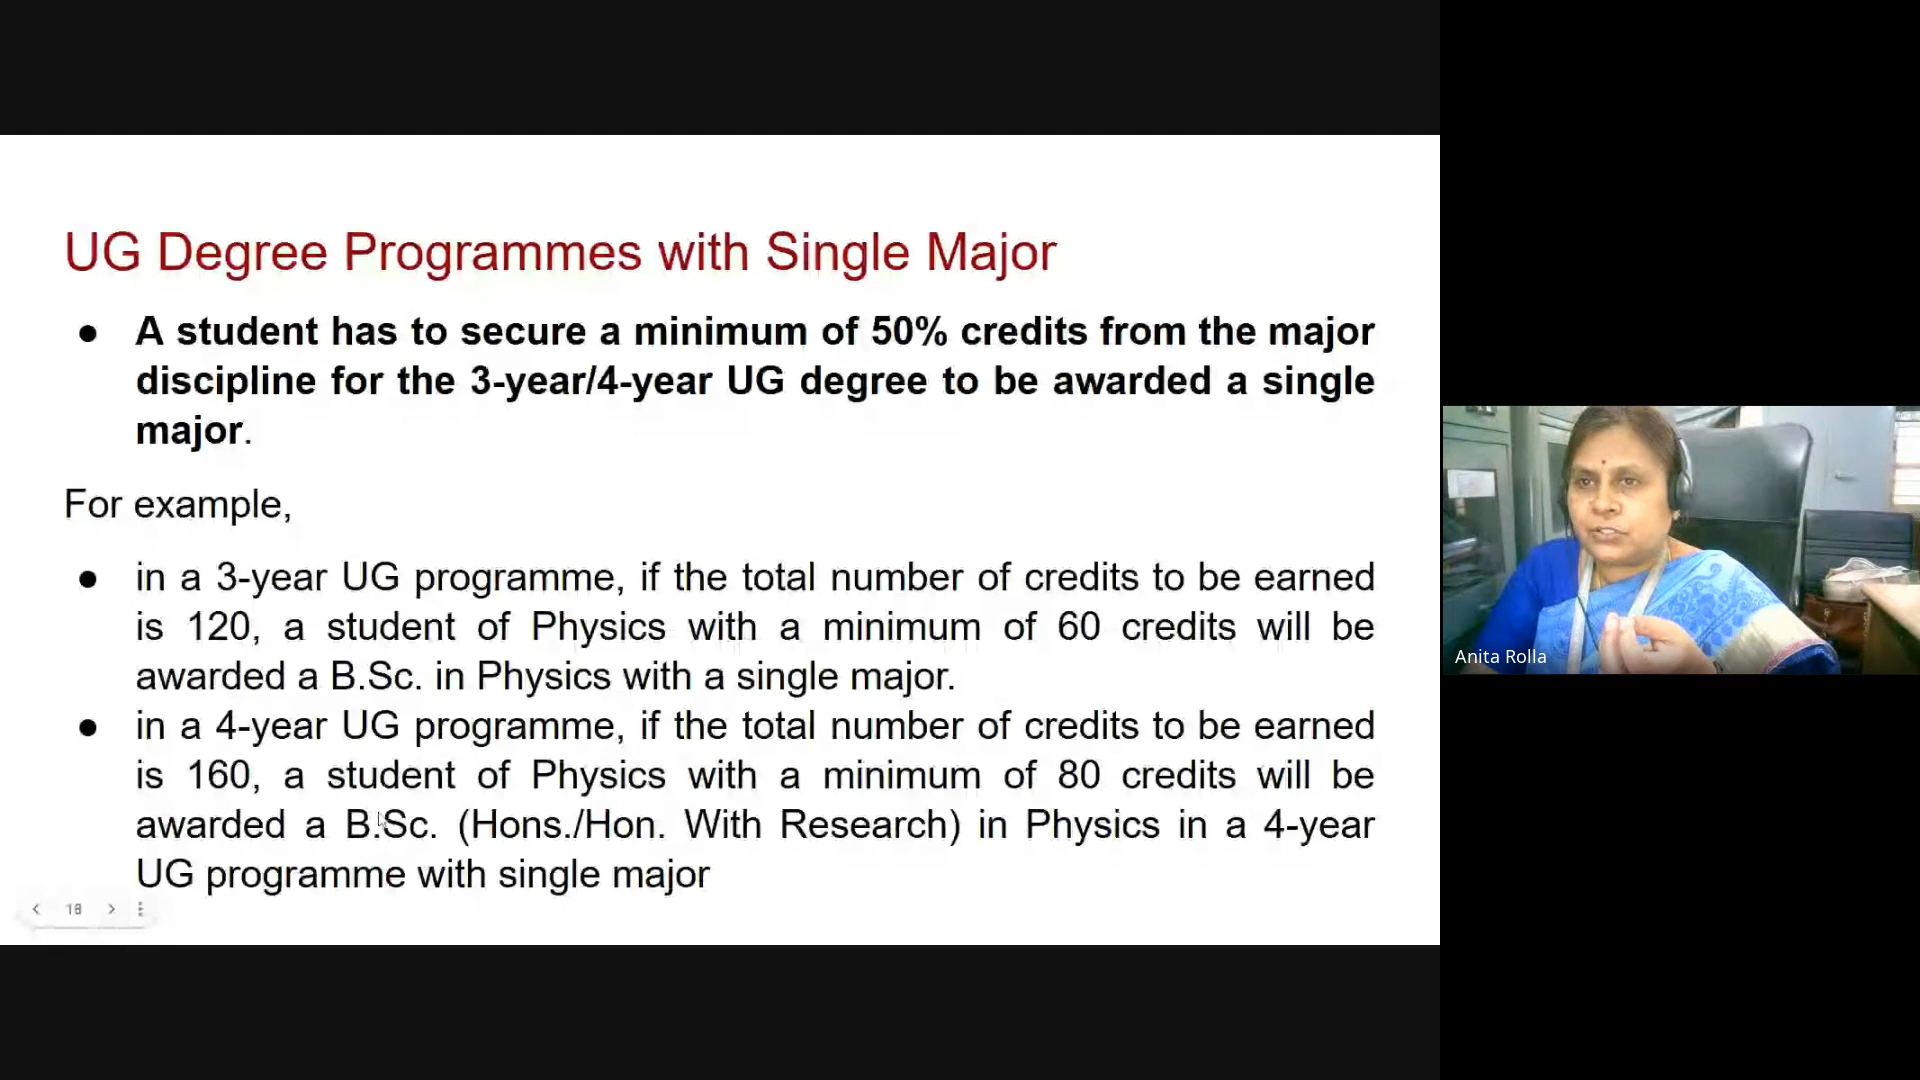 UG Degree Programmes with Single Major
● A student has to secure a minimum of 50% credits from the major
discipline for the 3-year/4-year UG degree to be awarded a single
major.
For example,
● in a 3-year UG programme, if the total number of credits to be earned
is 120, a student of Physics with a minimum of 60 credits will be
awarded a B.Sc. in Physics with a single major.
● in a 4-year UG programme, if the total number of credits to be earned
is 160, a student of Physics with a minimum of 80 credits will be
awarded a B.Sc. (Hons./Hon. With Research) in Physics in a 4-year
UG programme with single major
18
Anita Rolla